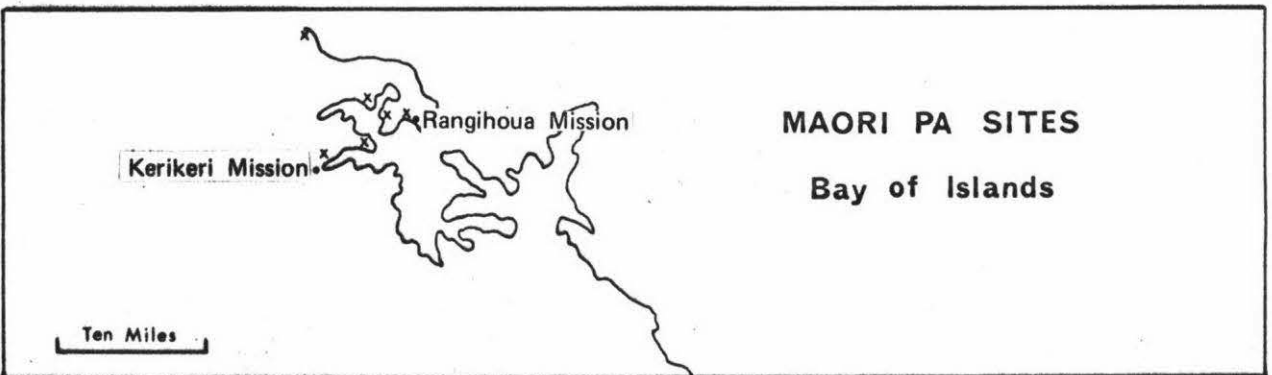 Rangihoua Mission
Kerikeri Mission
MAORI PA SITES
Bay of Islands
Ten Miles